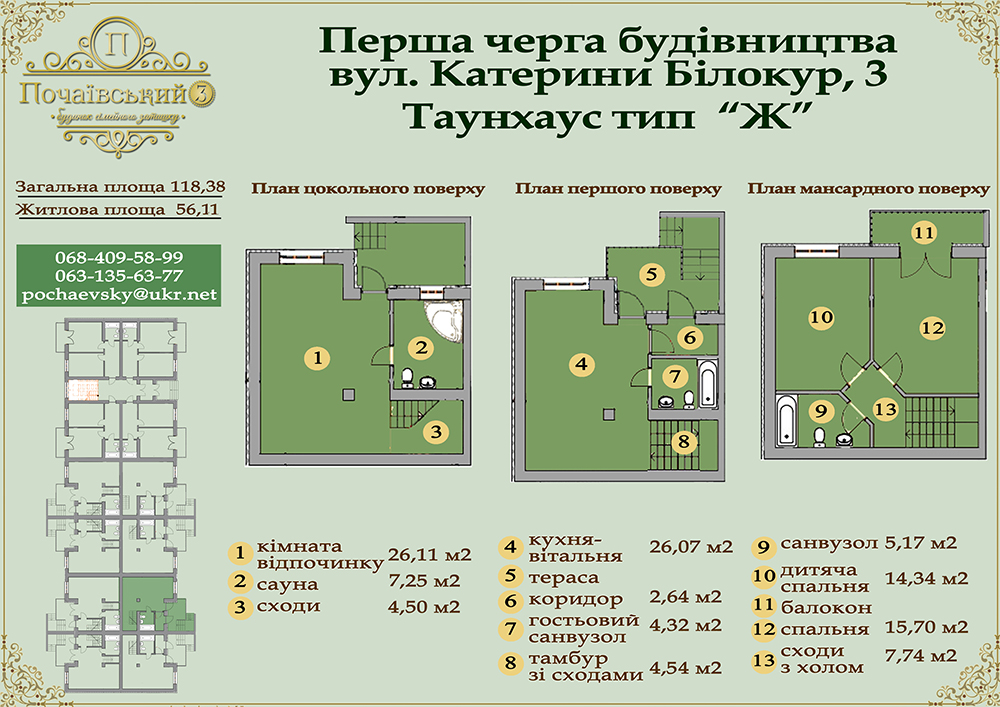 П
Почаївський 3
будинок сімейного затишку
Перша черга будівництва
вул. Катерини Білокур, 3
Таунхаус тип “Ж”
Загальна площа 118,38
Житлова площа 56,11
068-409-58-99
063-135-63-77
pochaevsky@ukr.net
План цокольного поверху
План першого поверху
План мансардного поверху
1
2
3
4
5
6
7
8
9
10
11
12
13
1 кімната
відпочинку 26,11 м2
2 сауна 7,25 м2
3 сходи 4,50 м2
4 кухня-
вітальня 26,07 м2
5 тераса
6 коридор 2,64 м2
7 гостьовий
санвузол 4,32 м2
8 тамбур
зі сходами 4,54 м2
9 санвузол 5,17 м2
10 дитяча
спальня 14,34 м2
11 балокон
12 спальня 15,70 м2
13 сходи
з холом 7,74 м2
www.pochaevsky.com.ua